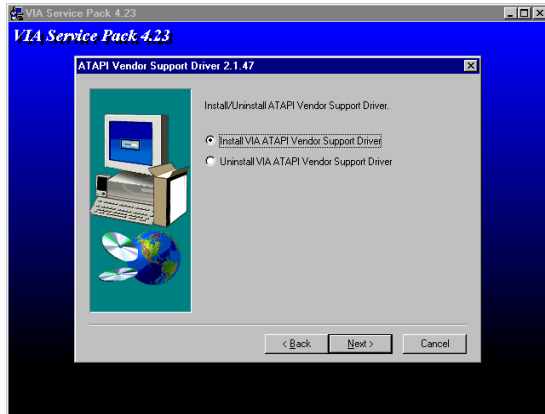 VIA Service Pack 4.23
VIA Service Pack 4.23
ATAPI Vendor Support Driver 2.1.47
Install/Uninstall ATAPI Vendor Support Driver.
Install VIA ATAPI Vendor Support Driver
Uninstall VIA ATAPI Vendor Support Driver
< Back Next > Cancel